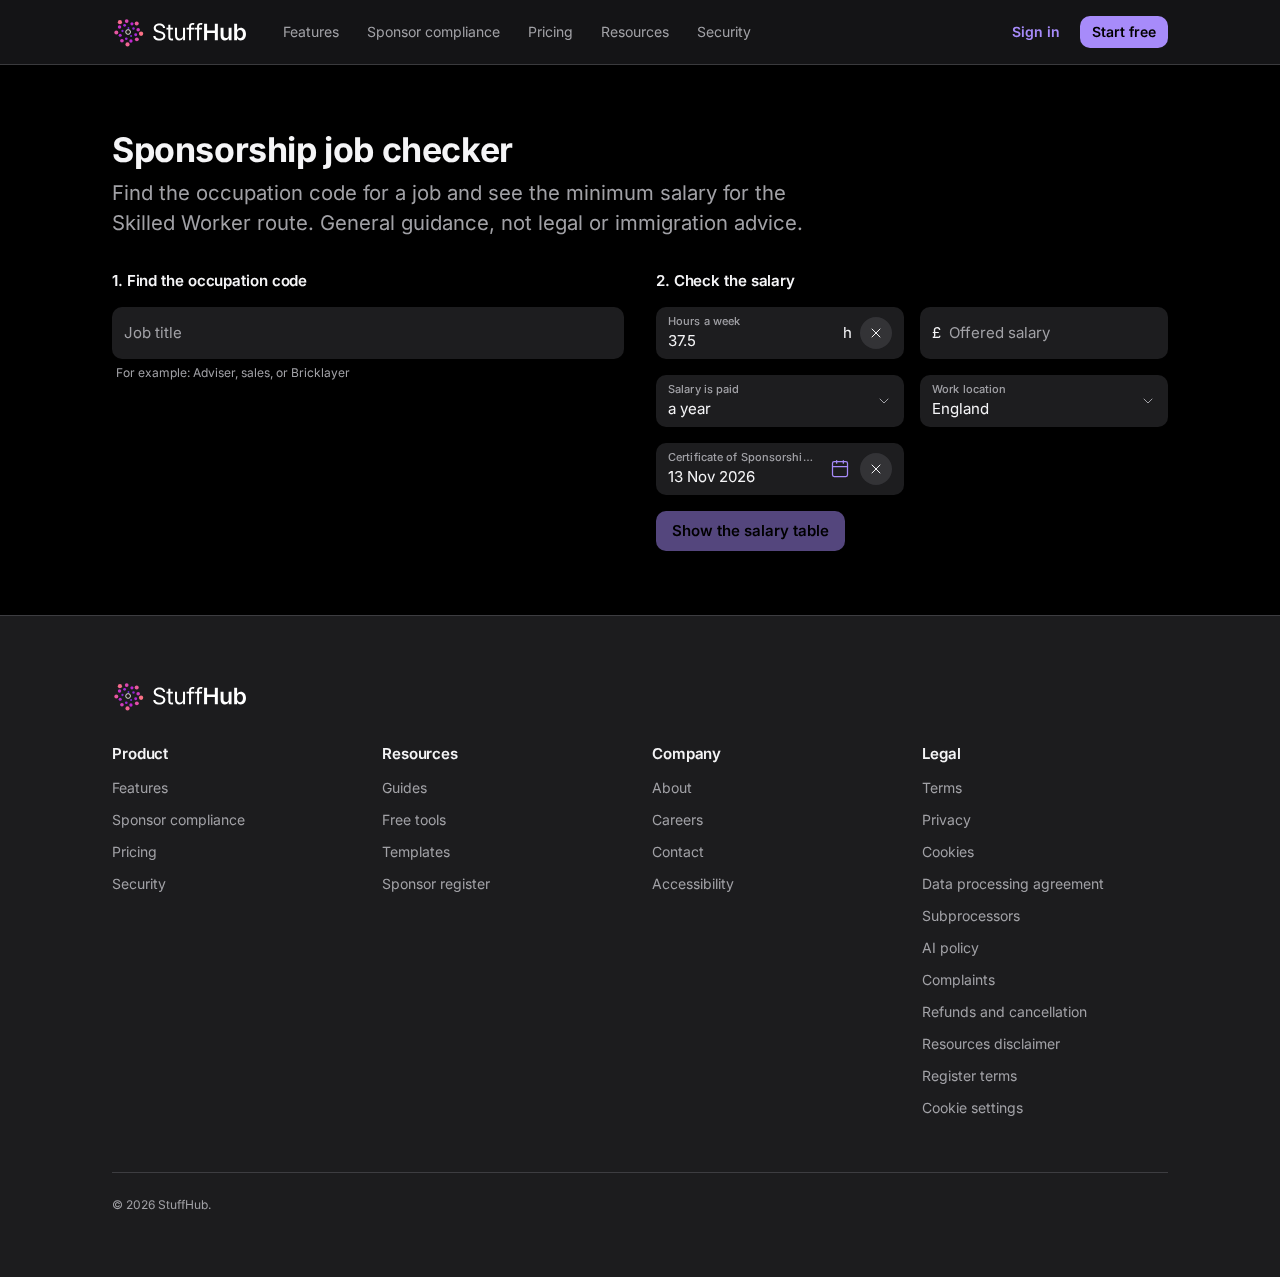 StuffHub
Features
Sponsor compliance
Pricing
Resources
Security
Sign in
Start free
Sponsorship job checker
Find the occupation code for a job and see the minimum salary for the
Skilled Worker route. General guidance, not legal or immigration advice.
1. Find the occupation code
Job title
For example: Adviser, sales, or Bricklayer
2. Check the salary
Hours a week
37.5
h
£ Offered salary
Salary is paid
a year
Work location
England
Certificate of Sponsorshi...
13 Nov 2026
Show the salary table
StuffHub
Product
Features
Sponsor compliance
Pricing
Security
Resources
Guides
Free tools
Templates
Sponsor register
Company
About
Careers
Contact
Accessibility
Legal
Terms
Privacy
Cookies
Data processing agreement
Subprocessors
AI policy
Complaints
Refunds and cancellation
Resources disclaimer
Register terms
Cookie settings
© 2026 StuffHub.